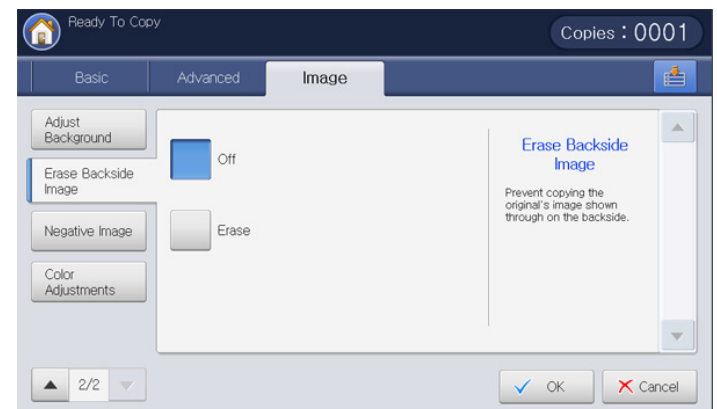 Ready To Copy
Copies : 0001
Basic
Advanced
Image
Adjust
Background
Erase Backside
Image
Negative Image
Color
Adjustments
2/2
Off
Erase
Erase Backside
Image
Prevent copying the
original's image shown
through on the backside.
OK
Cancel